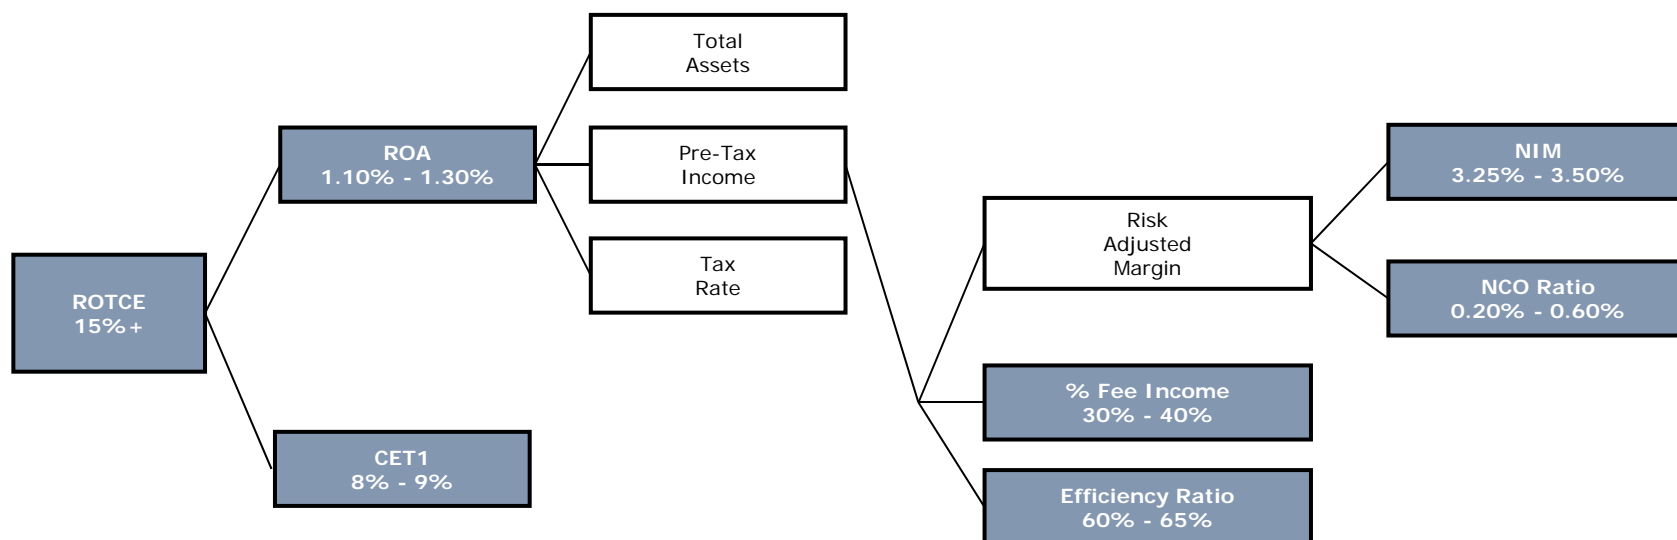 Total
Assets
ROA
1.10% - 1.30%
Pre-Tax
Income
NIM
3.25% - 3.50%
Risk
Adjusted
Margin
Tax
Rate
ROTCE
15%+
NCO Ratio
0.20% - 0.60%
% Fee Income
30% - 40%
CET1
8% - 9%
Efficiency Ratio
60% - 65%